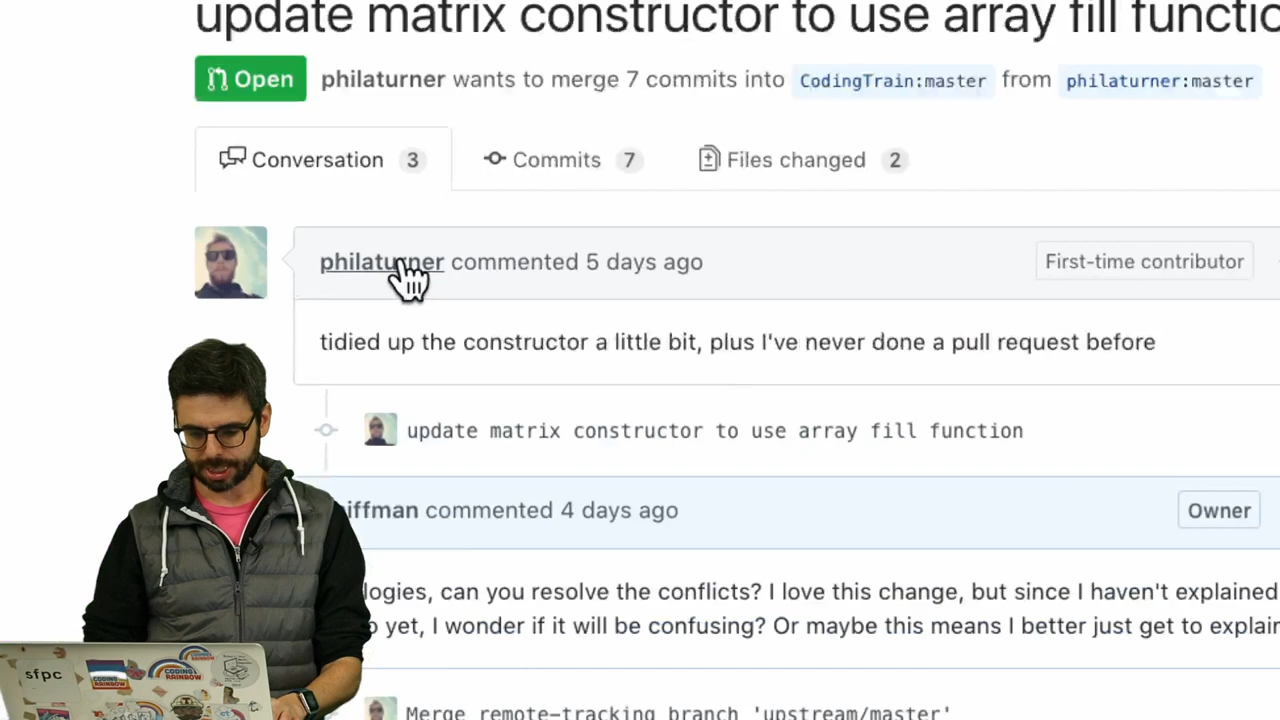 update matrix constructor to use array fill functio
Open philaturner wants to merge 7 commits into CodingTrain:master from philaturner:master
Conversation 3 Commits 7 Files changed 2
philaturner commented 5 days ago First-time contributor
tidied up the constructor a little bit, plus I've never done a pull request before
update matrix constructor to use array fill function
iffman commented 4 days ago Owner
logies, can you resolve the conflicts? I love this change, but since I haven't explained
yet, I wonder if it will be confusing? Or maybe this means I better just get to explain
Merge remote-tracking branch 'upstream/master'
sfpc
CODING
RAINBOW
CODING
RAINBOW